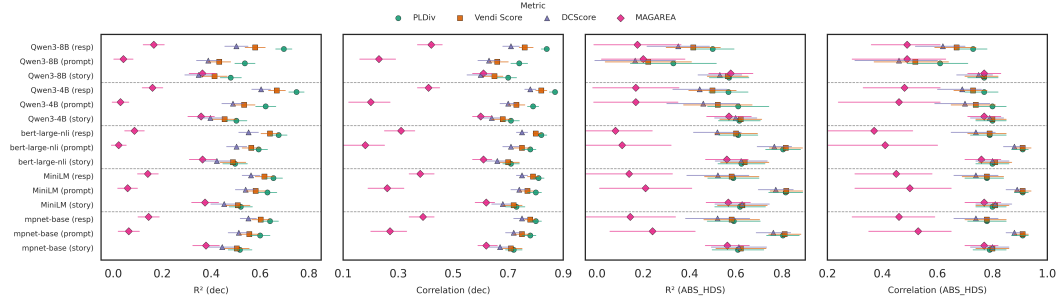 Metric
PLDiv Vendi Score DCScore MAGAREA
Qwen3-8B (resp)
Qwen3-8B (prompt)
Qwen3-8B (story)
Qwen3-4B (resp)
Qwen3-4B (prompt)
Qwen3-4B (story)
bert-large-nli (resp)
bert-large-nli (prompt)
bert-large-nli (story)
MiniLM (resp)
MiniLM (prompt)
MiniLM (story)
mpnet-base (resp)
mpnet-base (prompt)
mpnet-base (story)
0.0 0.2 0.4 0.6 0.8
R² (dec)
0.1 0.3 0.5 0.7 0.9
Correlation (dec)
0.0 0.2 0.4 0.6 0.8
R² (ABS_HDS)
0.2 0.4 0.6 0.8 1.0
Correlation (ABS_HDS)